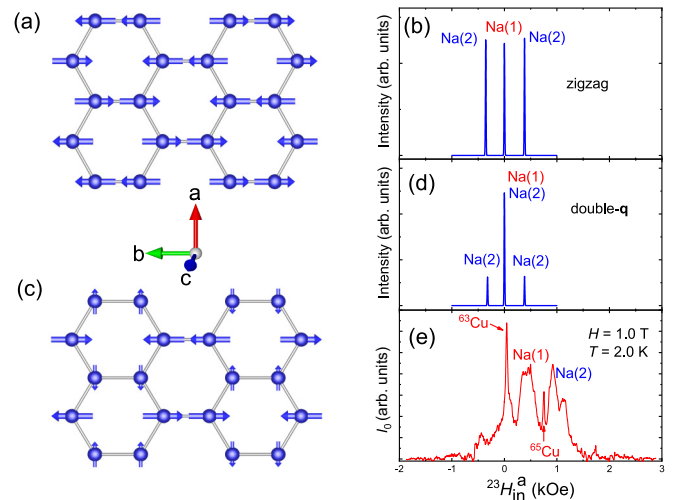 (a)
a
b
c
(c)
(b)
Na(1)
Na(2)
Na(2)
zigzag
Intensity (arb. units)
(d)
Na(1)
Na(2)
double-q
Na(2)
Na(2)
Intensity (arb. units)
(e)
⁶³Cu
H = 1.0 T
T = 2.0 K
Na(1)
Na(2)
⁶⁵Cu
I₀ (arb. units)
-2 -1 0 1 2 3
²³Hᵃᵢₙ (kOe)